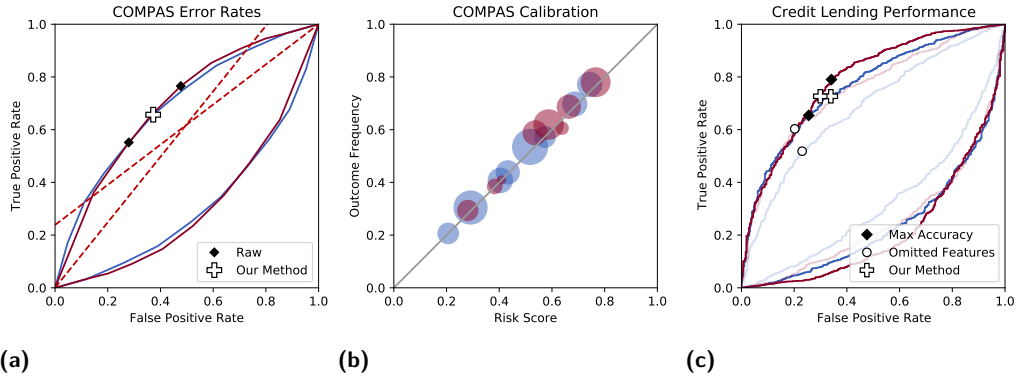 COMPAS Error Rates
1.0
0.8
0.6
0.4
0.2
0.0
True Positive Rate
Raw
Our Method
0.0 0.2 0.4 0.6 0.8 1.0
False Positive Rate
(a)
COMPAS Calibration
1.0
0.8
0.6
0.4
0.2
0.0
Outcome Frequency
0.0 0.2 0.4 0.6 0.8 1.0
Risk Score
(b)
Credit Lending Performance
1.0
0.8
0.6
0.4
0.2
0.0
True Positive Rate
Max Accuracy
Omitted Features
Our Method
0.0 0.2 0.4 0.6 0.8 1.0
False Positive Rate
(c)